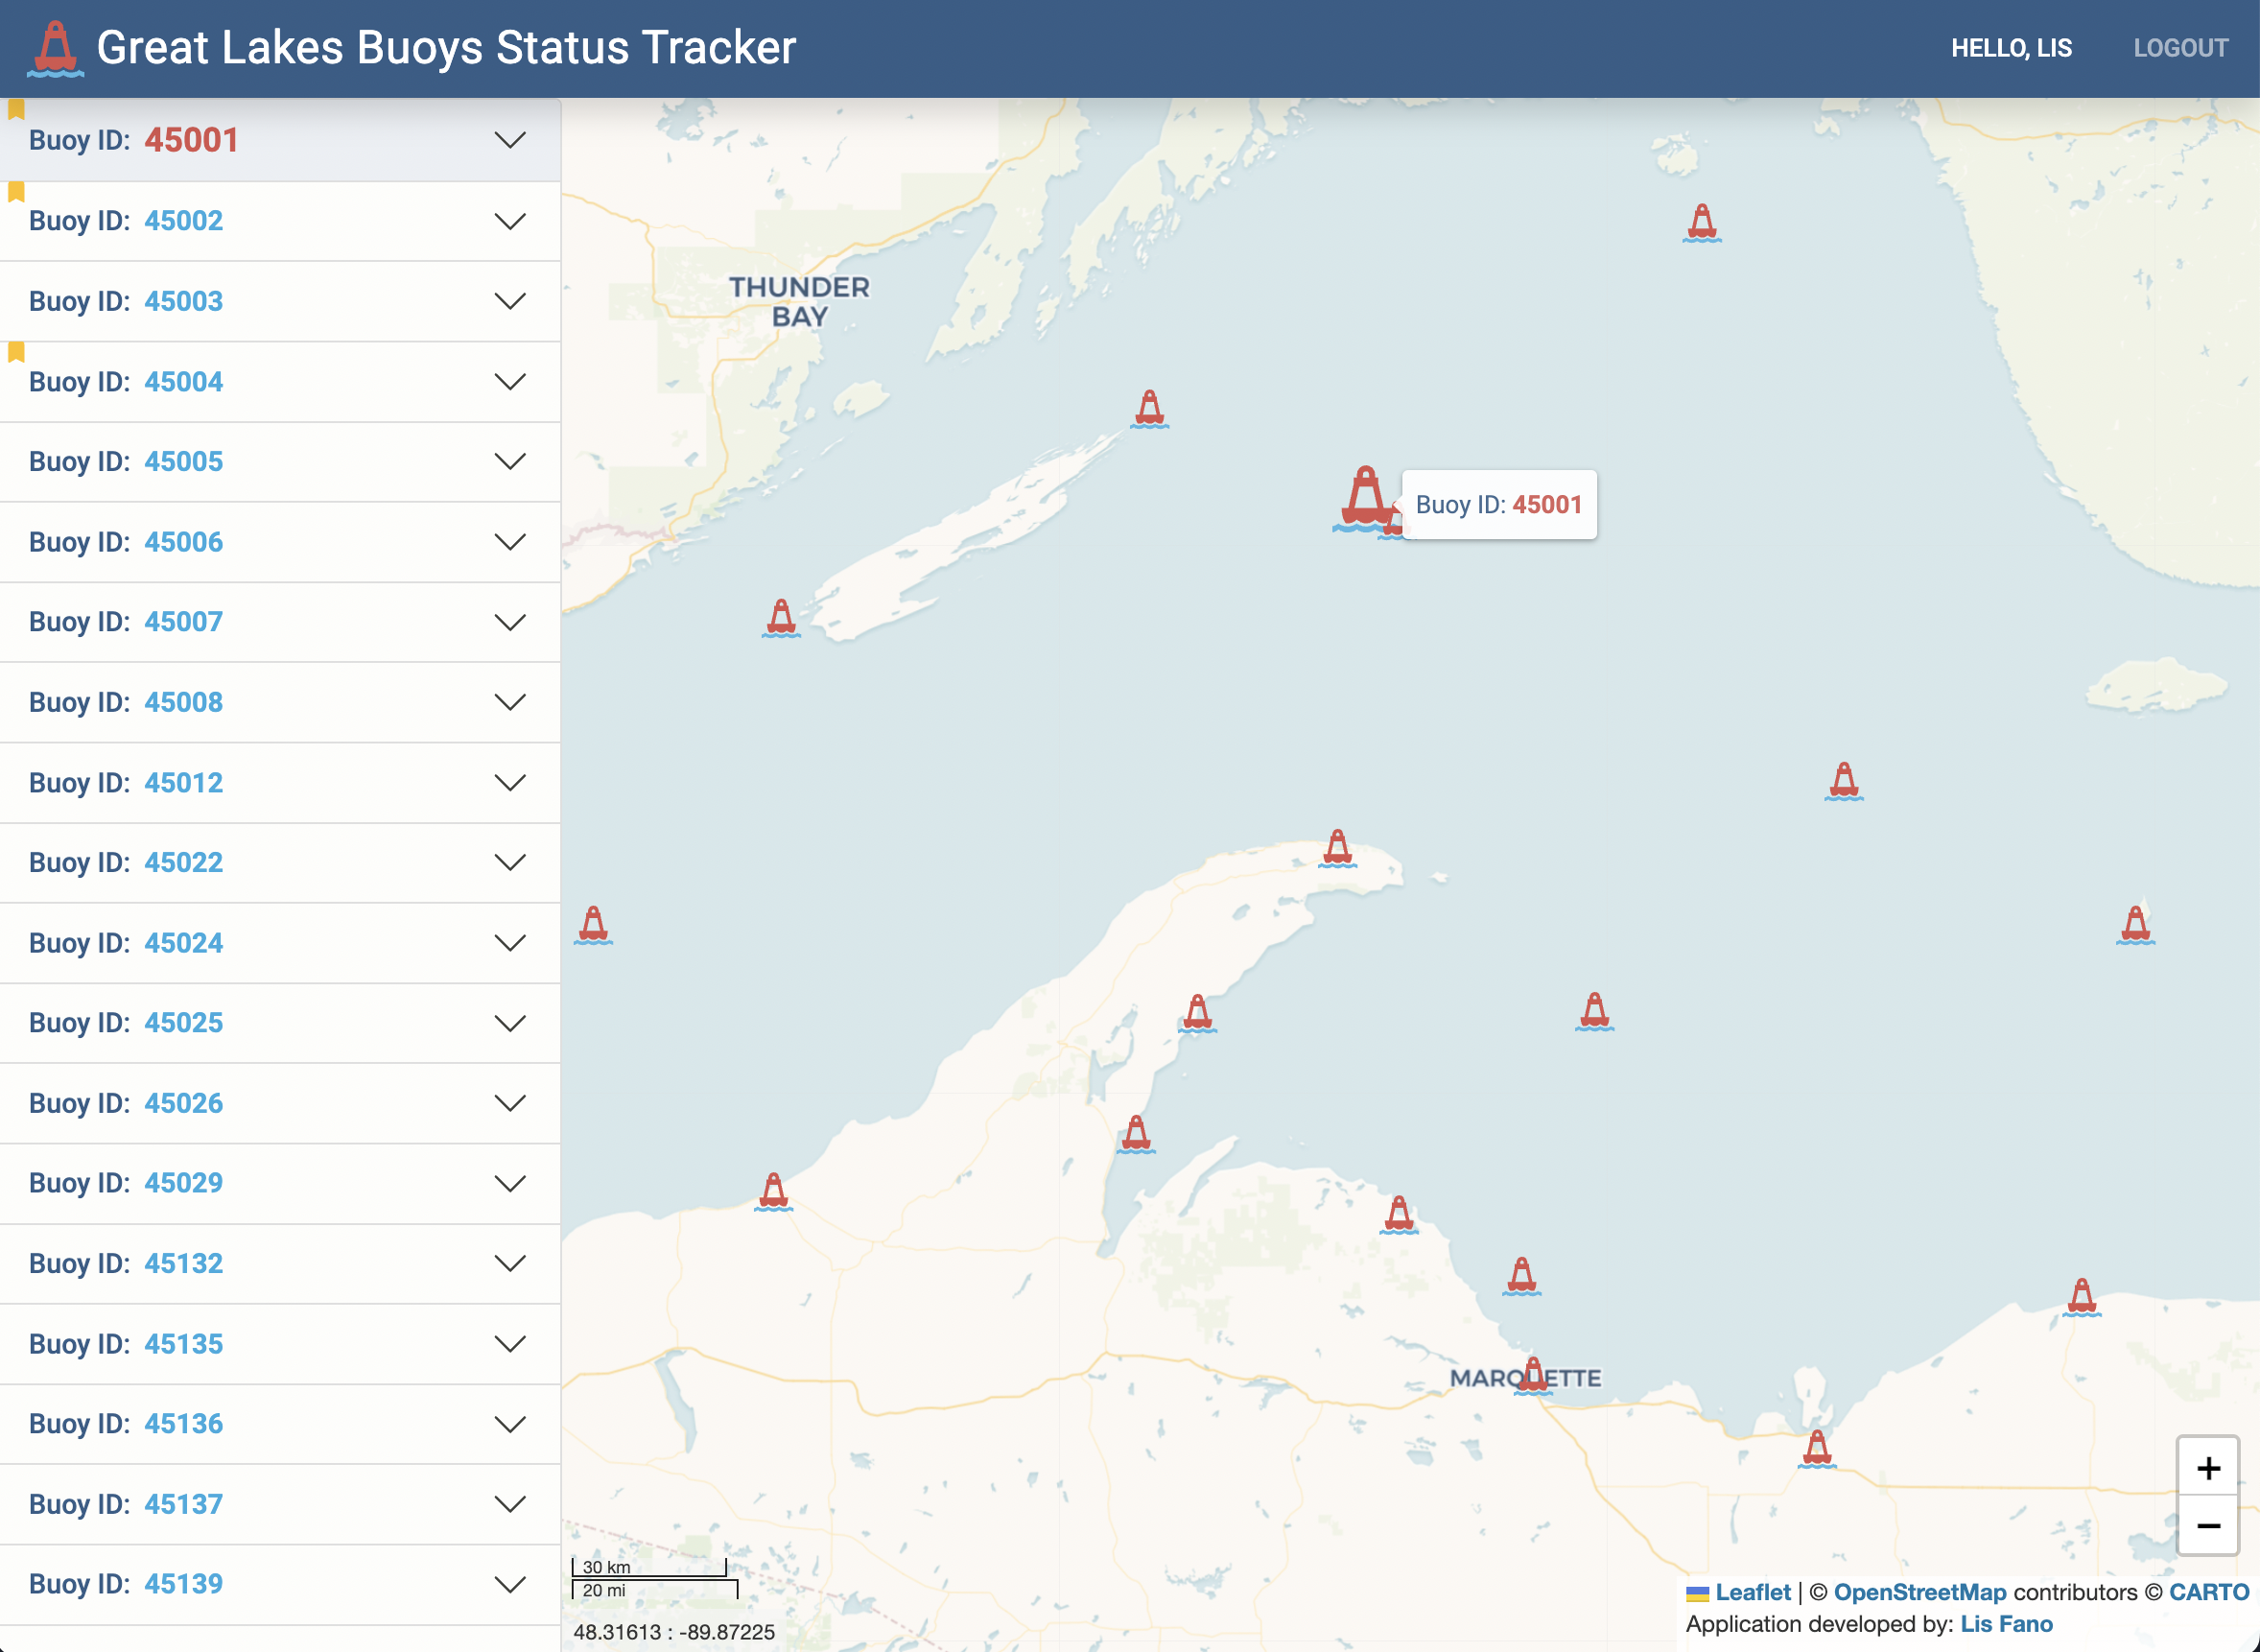 Great Lakes Buoys Status Tracker
HELLO, LIS
LOGOUT
Buoy ID: 45001
Buoy ID: 45002
Buoy ID: 45003
Buoy ID: 45004
Buoy ID: 45005
Buoy ID: 45006
Buoy ID: 45007
Buoy ID: 45008
Buoy ID: 45012
Buoy ID: 45022
Buoy ID: 45024
Buoy ID: 45025
Buoy ID: 45026
Buoy ID: 45029
Buoy ID: 45132
Buoy ID: 45135
Buoy ID: 45136
Buoy ID: 45137
Buoy ID: 45139
THUNDER
BAY
Buoy ID: 45001
MARQUETTE
+
−
30 km
20 mi
48.31613 : -89.87225
Leaflet | © OpenStreetMap contributors © CARTO
Application developed by: Lis Fano